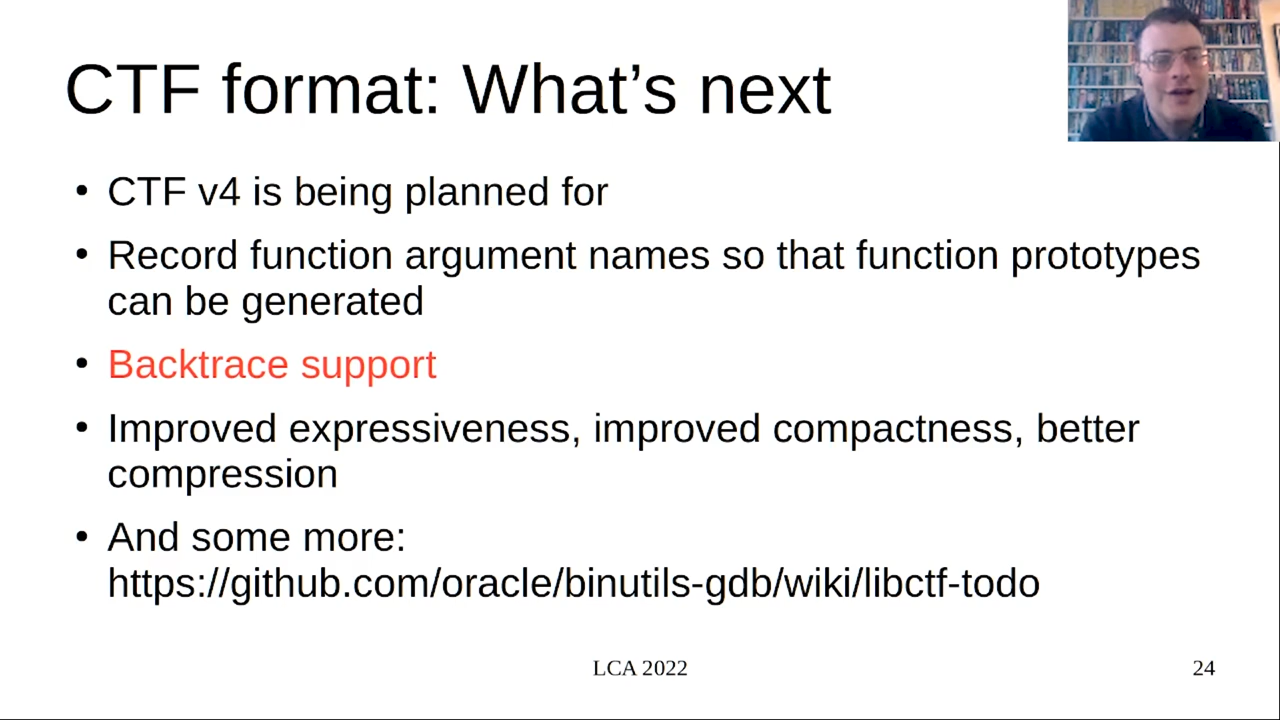 CTF format: What’s next
• CTF v4 is being planned for
• Record function argument names so that function prototypes
can be generated
• Backtrace support
• Improved expressiveness, improved compactness, better
compression
• And some more:
https://github.com/oracle/binutils-gdb/wiki/libctf-todo
LCA 2022
24